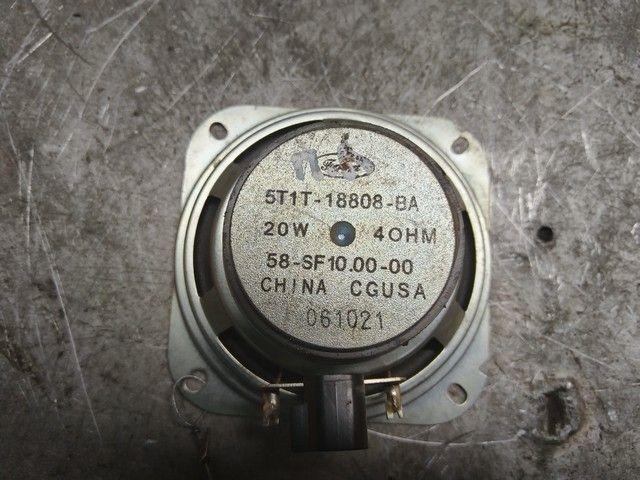 5T1T-18808-BA
20W 4OHM
58-SF10.00-00
CHINA CGUSA
061021